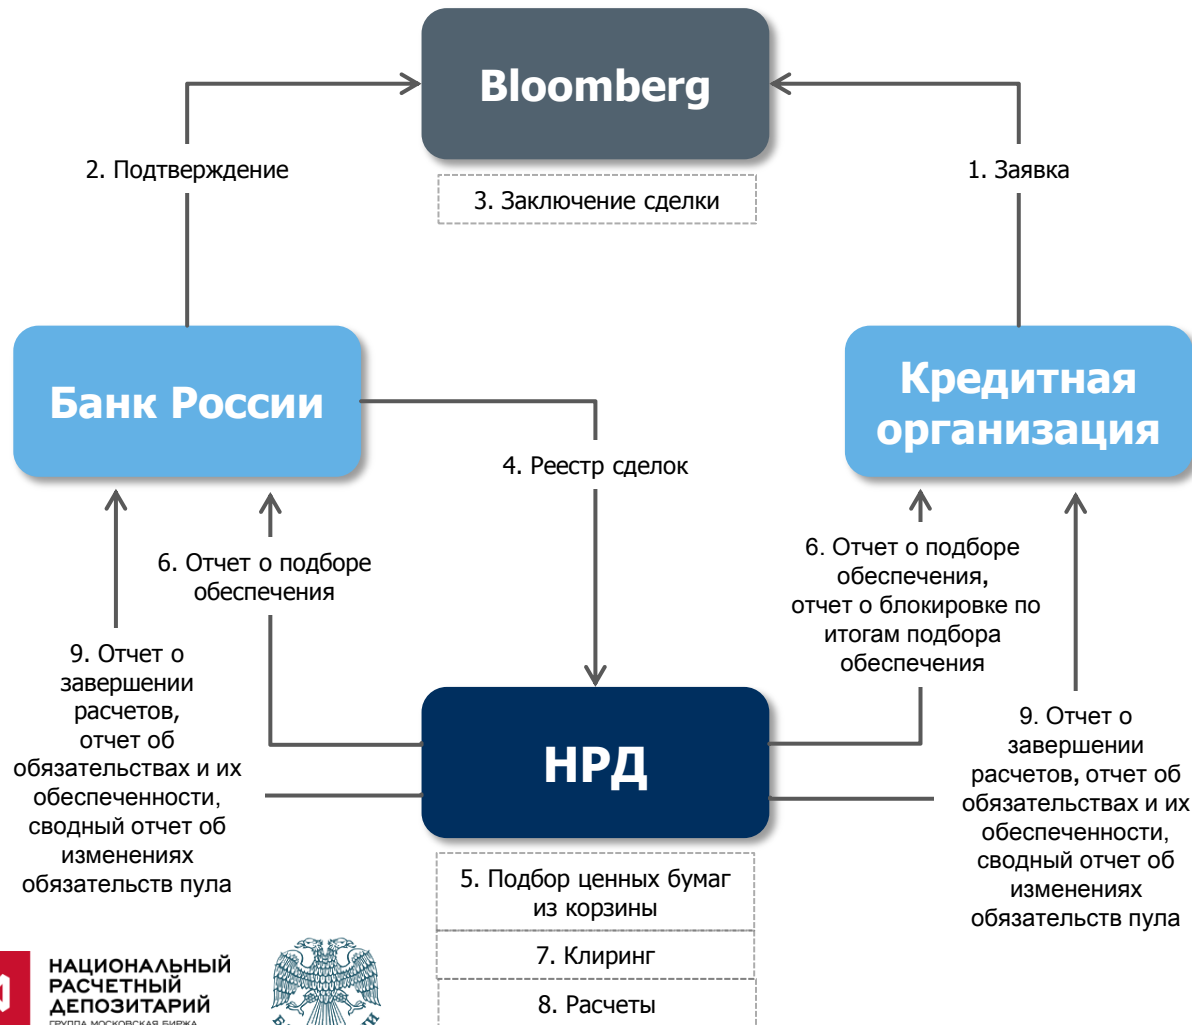 Bloomberg
2. Подтверждение
1. Заявка
3. Заключение сделки
Банк России
Кредитная
организация
4. Реестр сделок
6. Отчет о подборе
обеспечения
6. Отчет о подборе
обеспечения,
отчет о блокировке по
итогам подбора
обеспечения
9. Отчет о
завершении
расчетов,
отчет об
обязательствах и их
обеспеченности,
сводный отчет об
изменениях
обязательств пула
НРД
9. Отчет о
завершении
расчетов, отчет об
обязательствах и их
обеспеченности,
сводный отчет об
изменениях
обязательств пула
5. Подбор ценных бумаг
из корзины
7. Клиринг
8. Расчеты
НАЦИОНАЛЬНЫЙ
РАСЧЕТНЫЙ
ДЕПОЗИТАРИЙ
ГРУППА МОСКОВСКАЯ БИРЖА